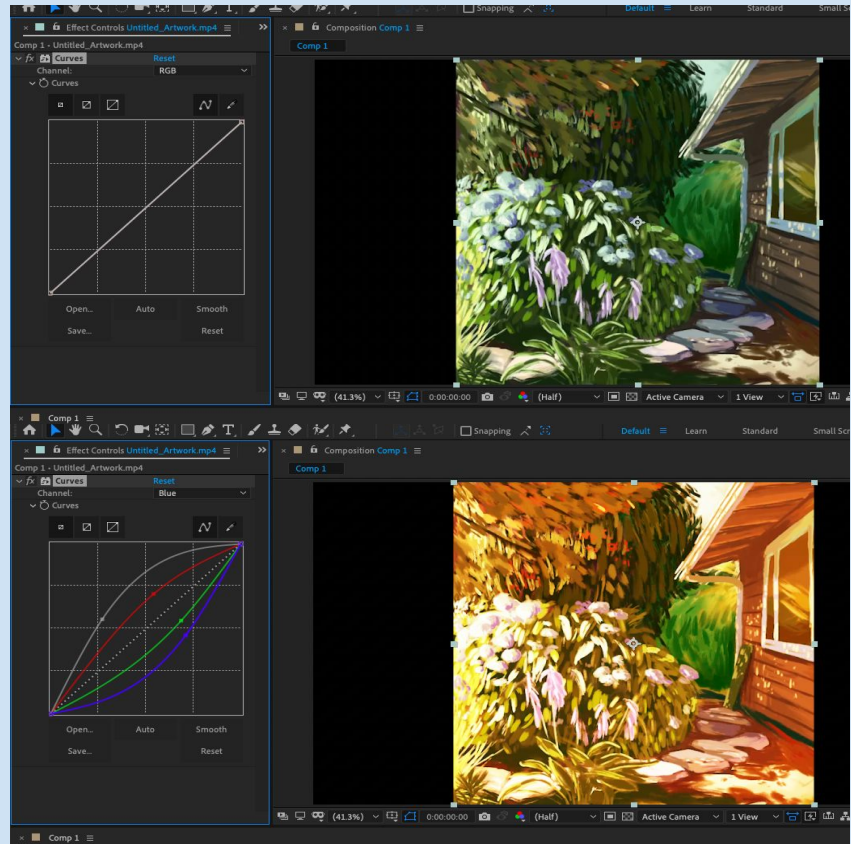 Snapping Default Learn Standard
Effect Controls Untitled_Artwork.mp4
Composition Comp 1
Comp 1 • Untitled_Artwork.mp4
Comp 1
fx Curves Reset
Channel: RGB
Curves
Open... Auto Smooth
Save... Reset
(41.3%) 0:00:00:00 (Half) Active Camera 1 View
Comp 1
Snapping Default Learn Standard Small Scr
Effect Controls Untitled_Artwork.mp4
Composition Comp 1
Comp 1 • Untitled_Artwork.mp4
Comp 1
fx Curves Reset
Channel: Blue
Curves
Open... Auto Smooth
Save... Reset
(41.3%) 0:00:00:00 (Half) Active Camera 1 View
Comp 1